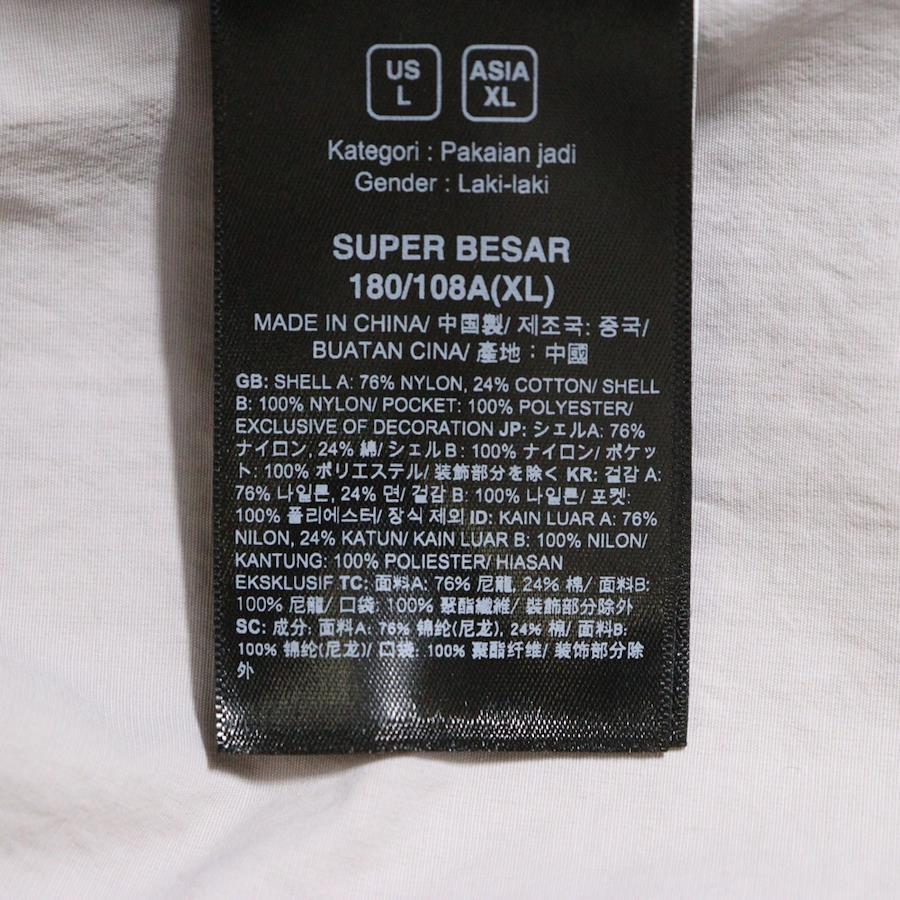 US
L
ASIA
XL
Kategori : Pakaian jadi
Gender : Laki-laki
SUPER BESAR
180/108A(XL)
MADE IN CHINA/ 中国製/ 제조국: 중국/
BUATAN CINA/ 產地：中國
GB: SHELL A: 76% NYLON, 24% COTTON/ SHELL
B: 100% NYLON/ POCKET: 100% POLYESTER/
EXCLUSIVE OF DECORATION JP: シェルA: 76%
ナイロン, 24% 綿/ シェルB: 100% ナイロン/ ポケッ
ト: 100% ポリエステル/ 装飾部分を除く KR: 겉감 A:
76% 나일론, 24% 면/ 겉감 B: 100% 나일론/ 포켓:
100% 폴리에스터/ 장식 제외 ID: KAIN LUAR A: 76%
NILON, 24% KATUN/ KAIN LUAR B: 100% NILON/
KANTUNG: 100% POLIESTER/ HIASAN
EKSKLUSIF TC: 面料A: 76% 尼龍, 24% 棉/ 面料B:
100% 尼龍/ 口袋: 100% 聚酯纖維/ 裝飾部分除外
SC: 成分: 面料A: 76% 锦纶(尼龙), 24% 棉/ 面料B:
100% 锦纶(尼龙)/ 口袋: 100% 聚酯纤维/ 装饰部分除
外